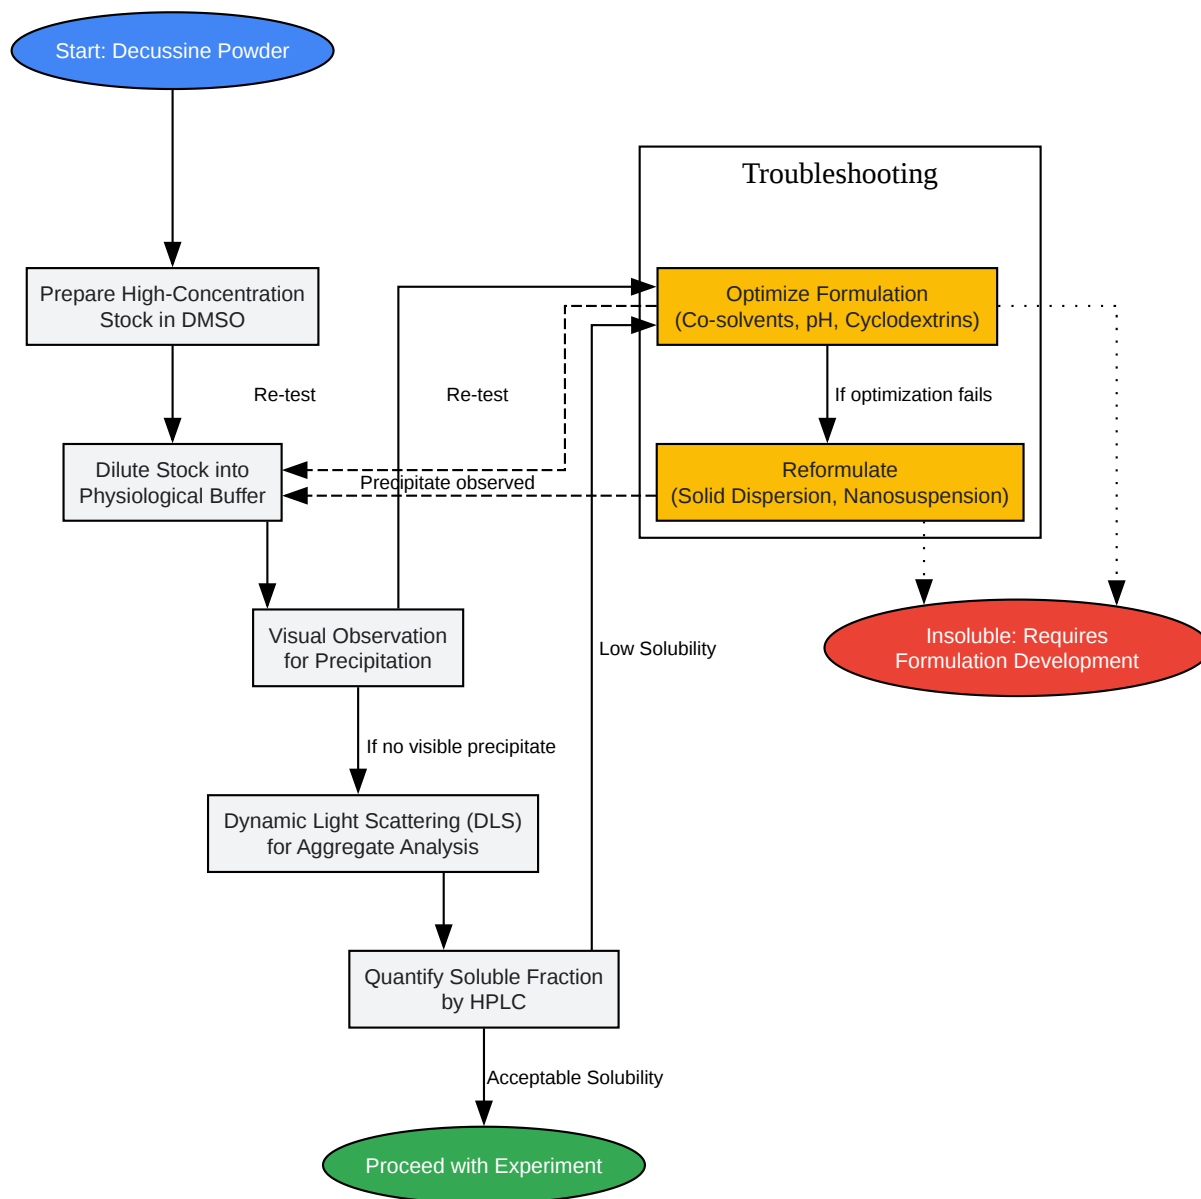 Start: Decussine Powder
Troubleshooting
Prepare High-Concentration
Stock in DMSO
Optimize Formulation
(Co-solvents, pH, Cyclodextrins)
Re-test
Re-test
If optimization fails
Dilute Stock into
Physiological Buffer
Precipitate observed
Reformulate
(Solid Dispersion, Nanosuspension)
Visual Observation
for Precipitation
Low Solubility
Insoluble: Requires
Formulation Development
If no visible precipitate
Dynamic Light Scattering (DLS)
for Aggregate Analysis
Quantify Soluble Fraction
by HPLC
Acceptable Solubility
Proceed with Experiment